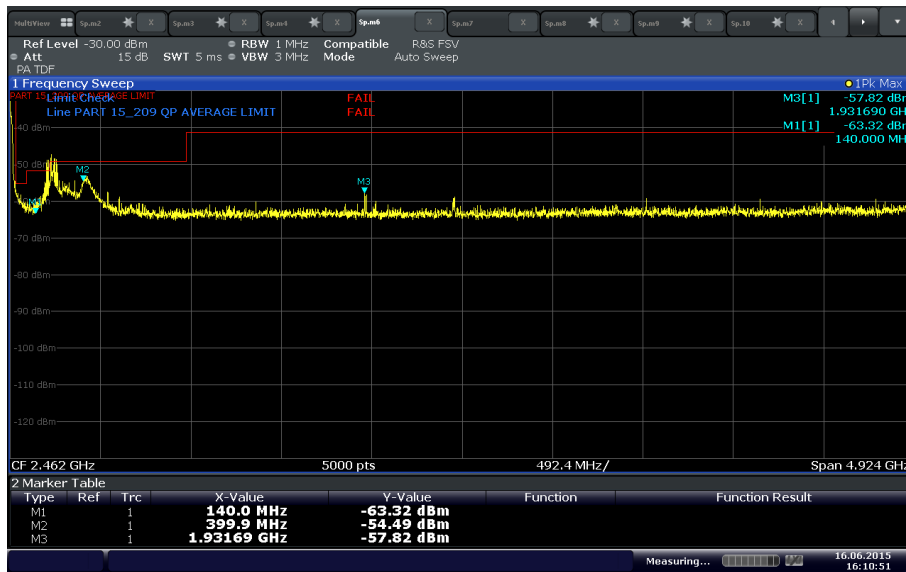 MultiView Sp.m2 X Sp.m3 X Sp.m4 X Sp.m6 X Sp.m7 X Sp.m8 X Sp.m9 X Sp.10 X
Ref Level -30.00 dBm RBW 1 MHz Compatible R&S FSV
Att 15 dB SWT 5 ms VBW 3 MHz Mode Auto Sweep
PA TDF
1 Frequency Sweep 1Pk Max
Limit Check FAIL M3[1] -57.82 dBm
Line PART 15_209 QP AVERAGE LIMIT FAIL 1.931690 GH
M1[1] -63.32 dBm
140.000 MH
-40 dBm
-50 dBm
M2
M3
M1
-70 dBm
-80 dBm
-90 dBm
-100 dBm
-110 dBm
-120 dBm
CF 2.462 GHz 5000 pts 492.4 MHz/ Span 4.924 GHz
2 Marker Table
Type Ref Trc X-Value Y-Value Function Function Result
M1 1 140.0 MHz -63.32 dBm
M2 1 399.9 MHz -54.49 dBm
M3 1 1.93169 GHz -57.82 dBm
Measuring... 16.06.2015
16:10:51